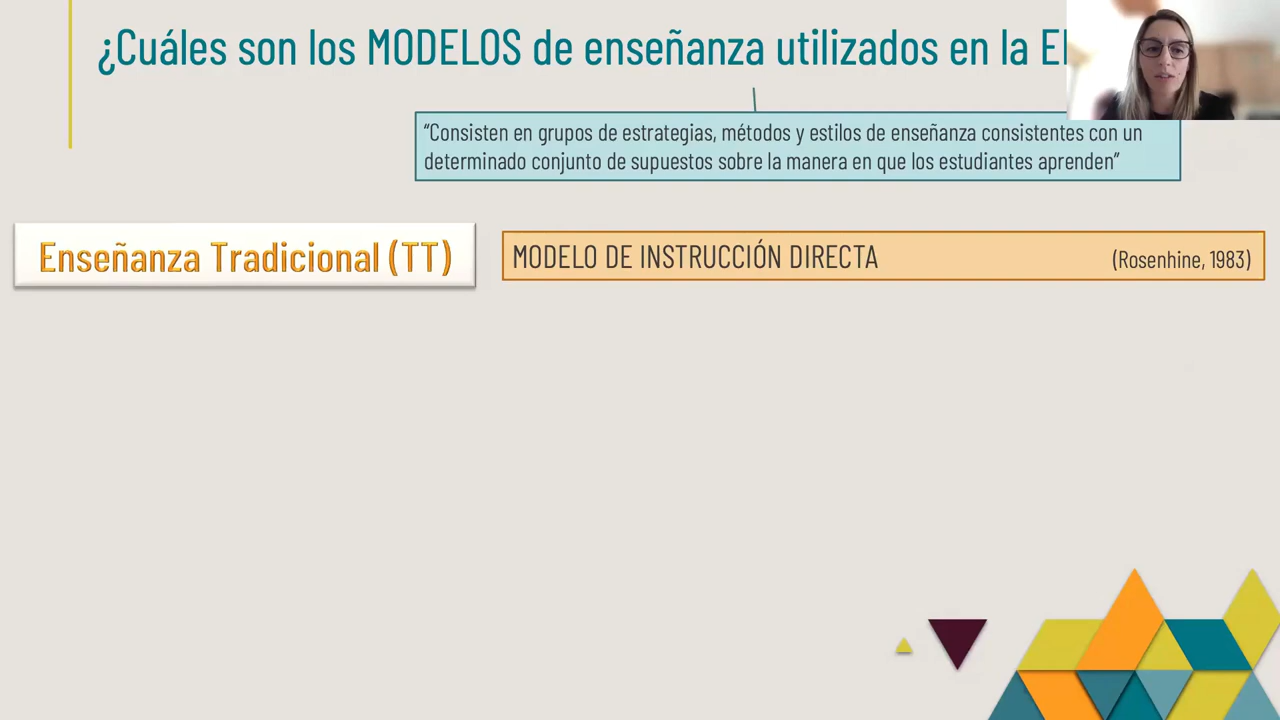 ¿Cuáles son los MODELOS de enseñanza utilizados en la
“Consisten en grupos de estrategias, métodos y estilos de enseñanza consistentes con un
determinado conjunto de supuestos sobre la manera en que los estudiantes aprenden”
Enseñanza Tradicional (TT)
MODELO DE INSTRUCCIÓN DIRECTA
(Rosenhine, 1983)